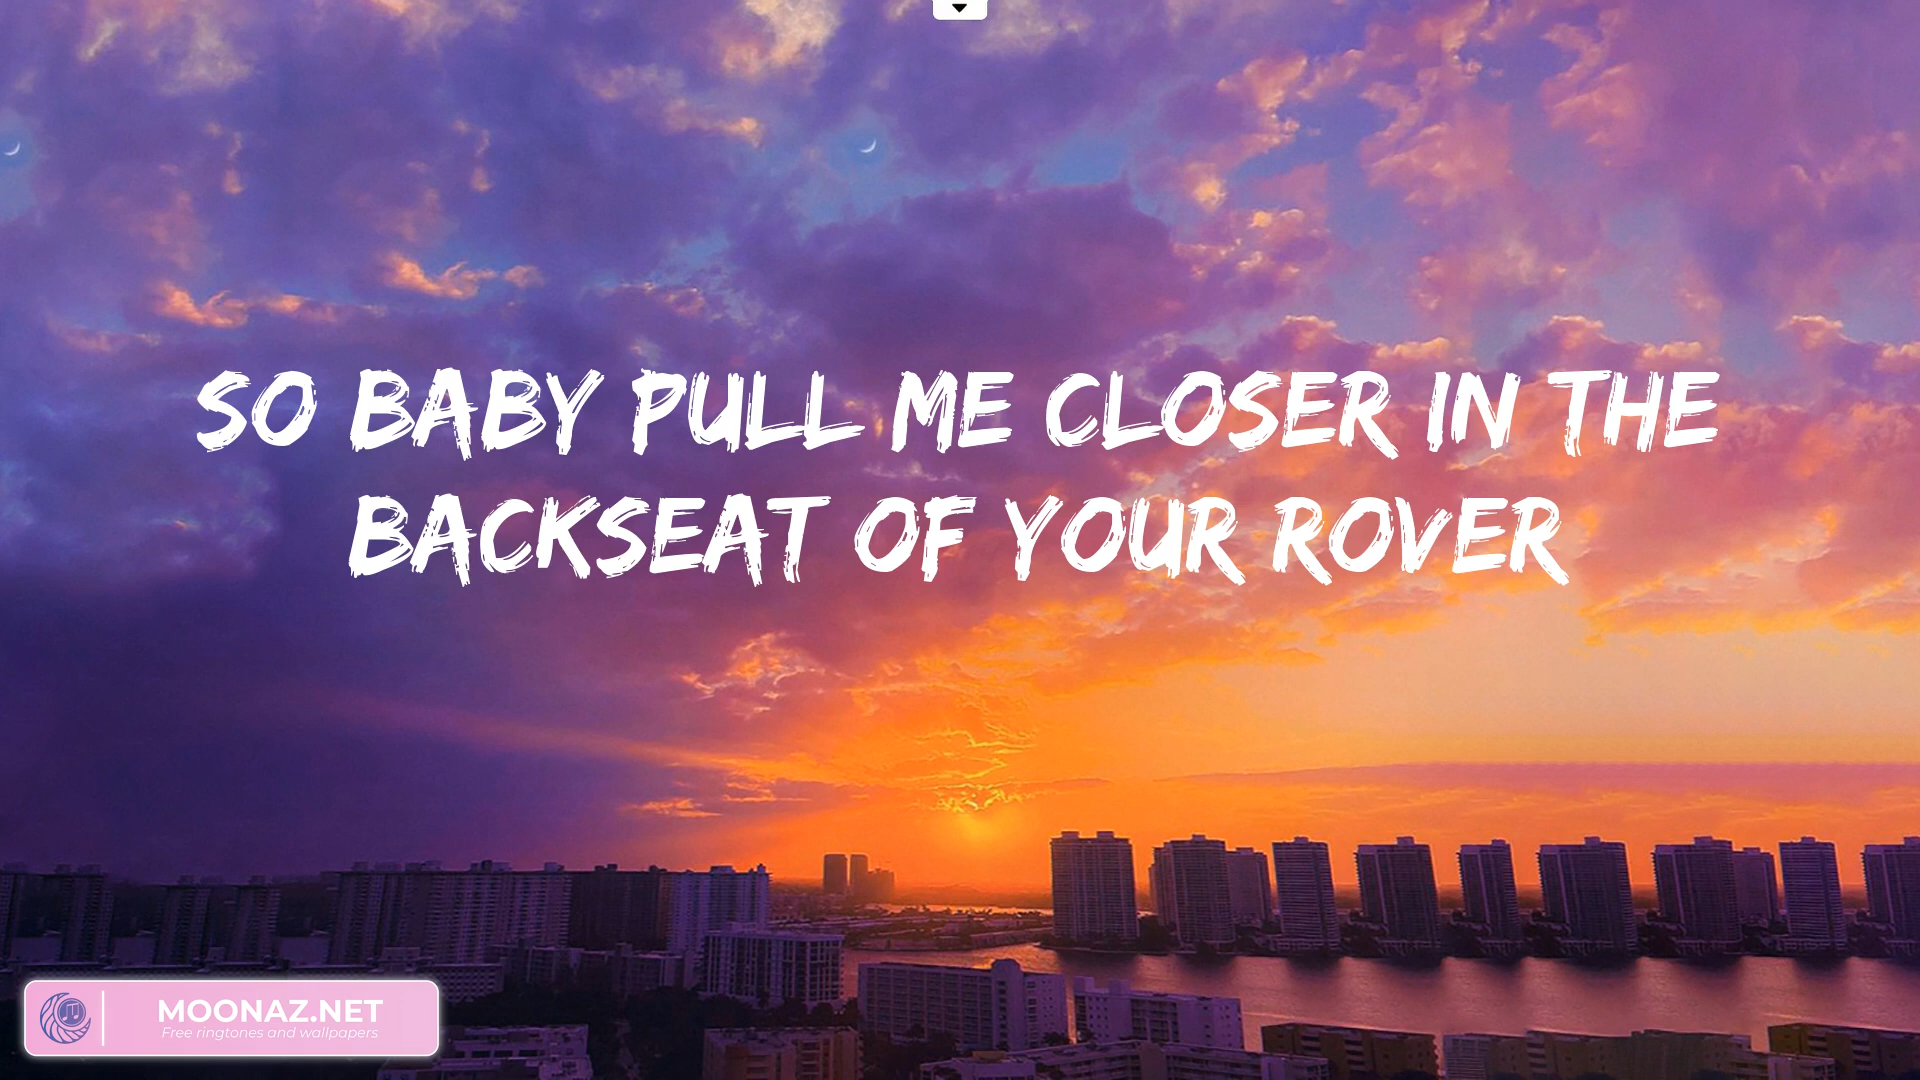 SO BABY PULL ME CLOSER IN THE
BACKSEAT OF YOUR ROVER
MOONAZ.NET
Free ringtones and wallpapers